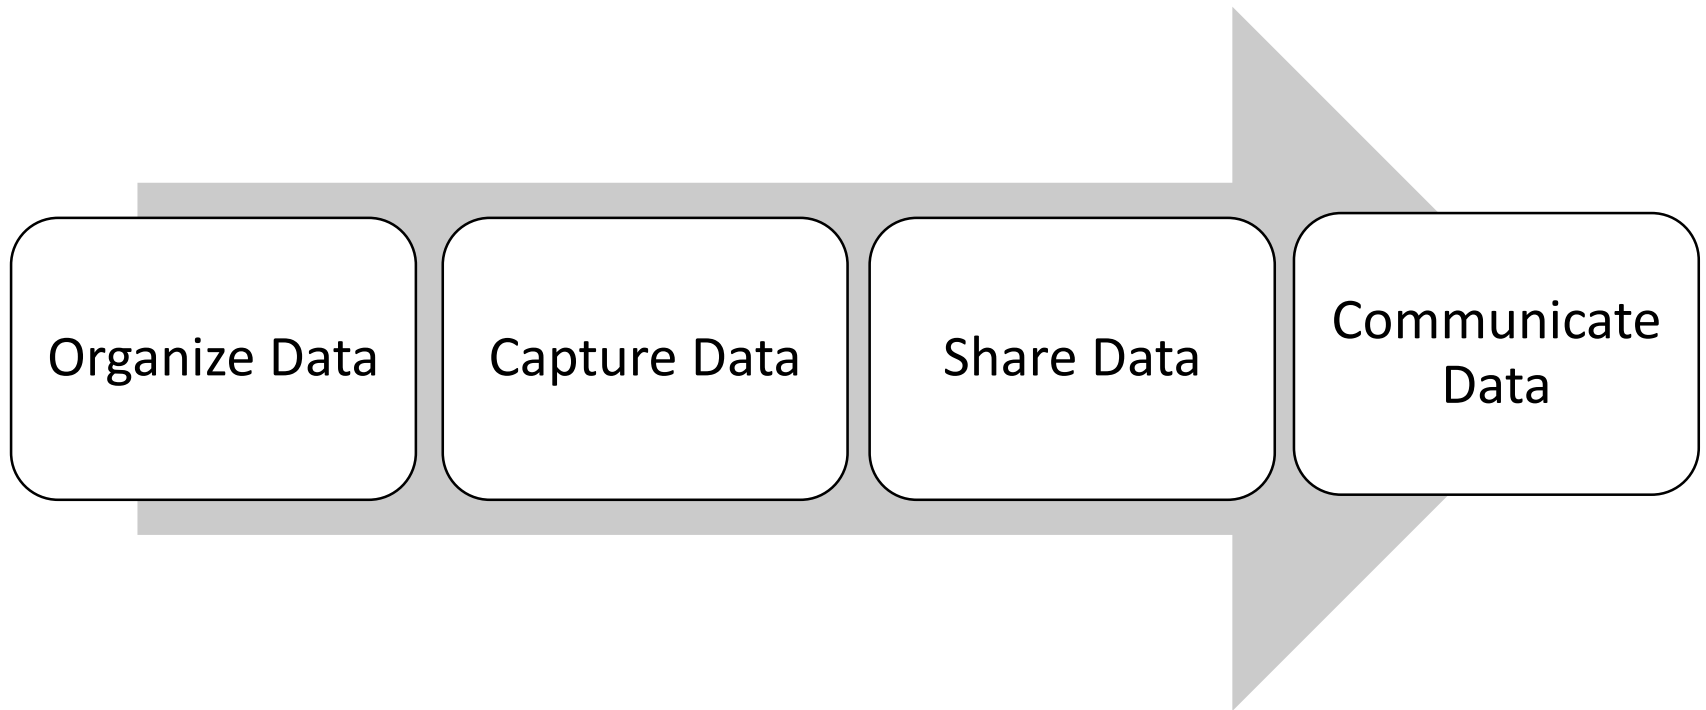 Organize Data
Capture Data
Share Data
Communicate
Data